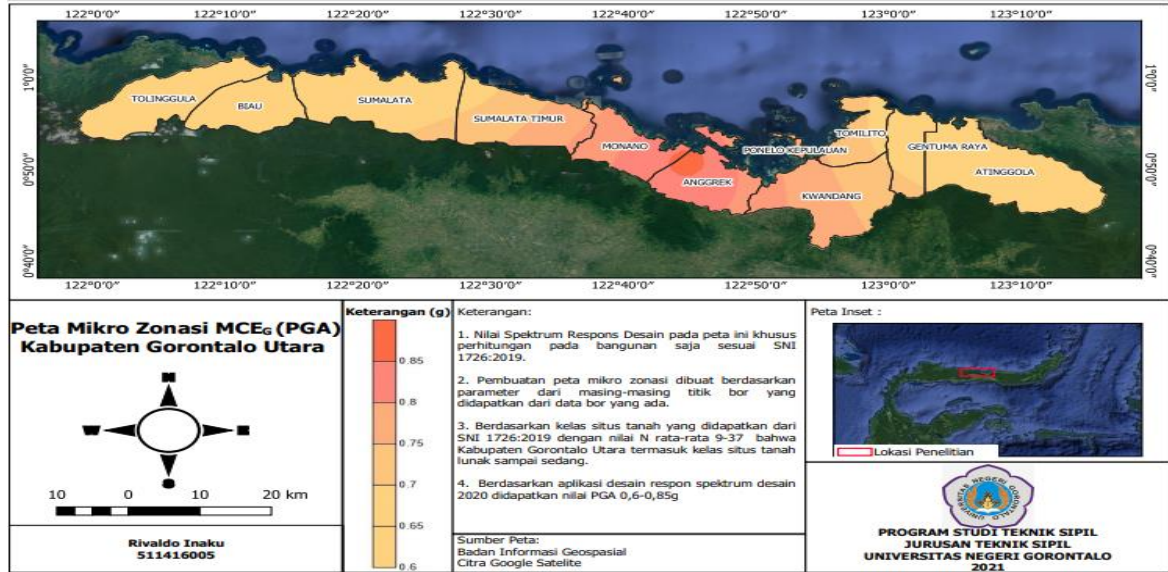 122°0'0" 122°10'0" 122°20'0" 122°30'0" 122°40'0" 122°50'0" 123°0'0" 123°10'0"
1°0'0"
0°50'0"
0°40'0"
TOLINGGULA
BIAU
SUMALATA
SUMALATA TIMUR
MONANO
ANGGREK
PONELO KEPULAUAN
KWANDANG
TOMILITO
GENTUMA RAYA
ATINGGOLA
1°0'0"
0°50'0"
0°40'0"
122°0'0" 122°10'0" 122°20'0" 122°30'0" 122°40'0" 122°50'0" 123°0'0" 123°10'0"
Peta Mikro Zonasi MCEG (PGA)
Kabupaten Gorontalo Utara
N
W E
S
10 0 10 20 km
Rivaldo Inaku
511416005
Keterangan (g)
0.85
0.8
0.75
0.7
0.65
0.6
Keterangan:
1. Nilai Spektrum Respons Desain pada peta ini khusus
perhitungan pada bangunan saja sesuai SNI
1726:2019.
2. Pembuatan peta mikro zonasi dibuat berdasarkan
parameter dari masing-masing titik bor yang
didapatkan dari data bor yang ada.
3. Berdasarkan kelas situs tanah yang didapatkan dari
SNI 1726:2019 dengan nilai N rata-rata 9-37 bahwa
Kabupaten Gorontalo Utara termasuk kelas situs tanah
lunak sampai sedang.
4. Berdasarkan aplikasi desain respon spektrum desain
2020 didapatkan nilai PGA 0,6-0,85g
Sumber Peta:
Badan Informasi Geospasial
Citra Google Satelite
Peta Inset :
Lokasi Penelitian
UNIVERSITAS NEGERI GORONTALO
PROGRAM STUDI TEKNIK SIPIL
JURUSAN TEKNIK SIPIL
UNIVERSITAS NEGERI GORONTALO
2021